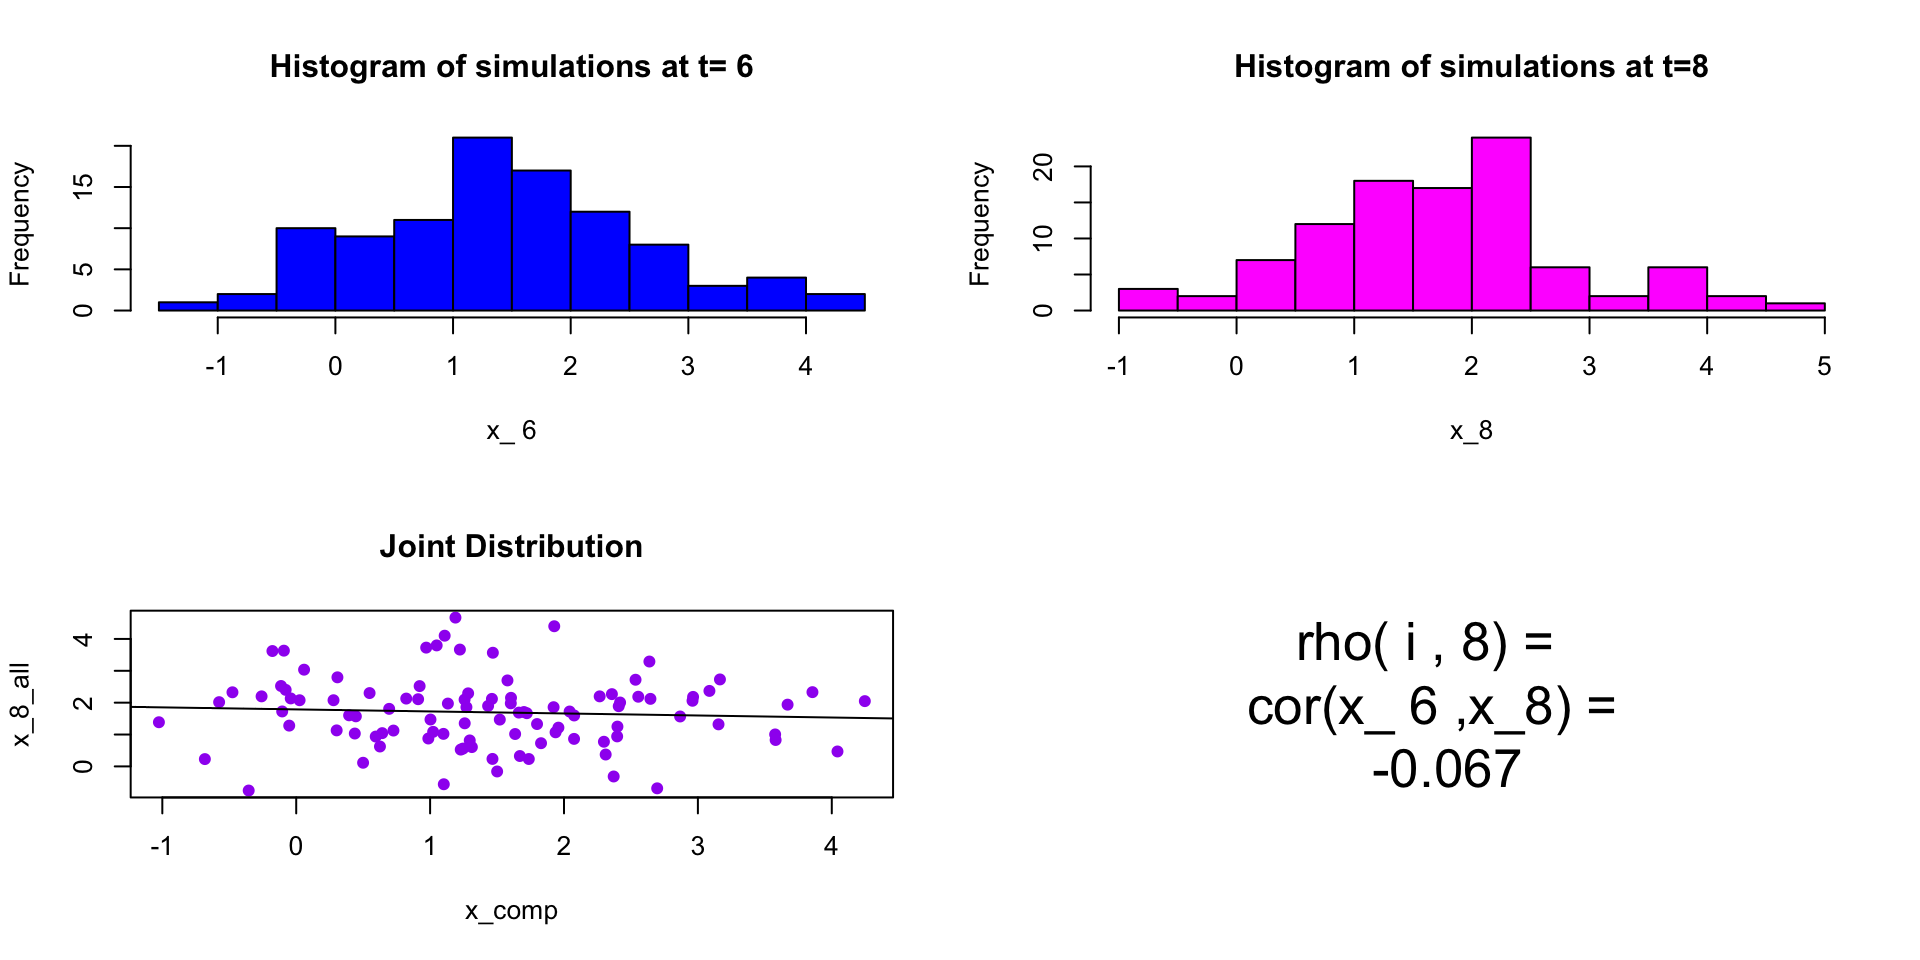 Histogram of simulations at t= 6
Frequency
15
5
0
-1 0 1 2 3 4
x_ 6
Histogram of simulations at t=8
Frequency
20
10
0
-1 0 1 2 3 4 5
x_8
Joint Distribution
x_8_all
4
2
0
-1 0 1 2 3 4
x_comp
rho( i , 8) =
cor(x_ 6 ,x_8) =
-0.067